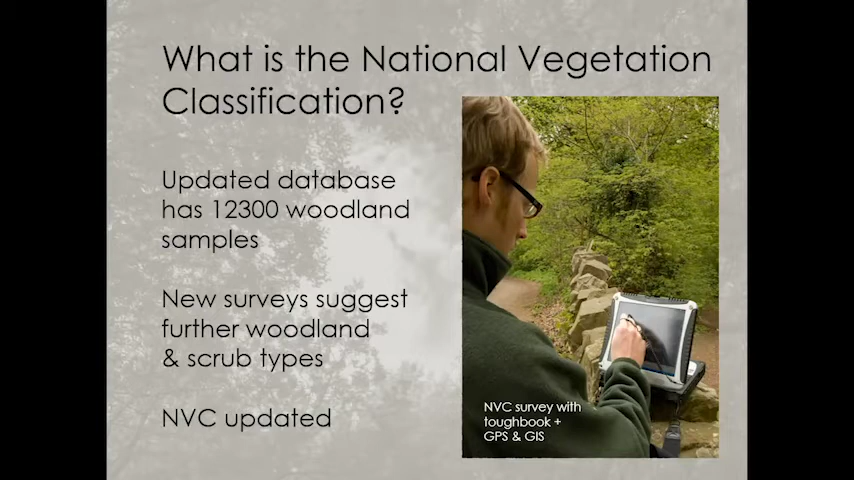 What is the National Vegetation
Classification?
Updated database
has 12300 woodland
samples
New surveys suggest
further woodland
& scrub types
NVC updated
NVC survey with
toughbook +
GPS & GIS